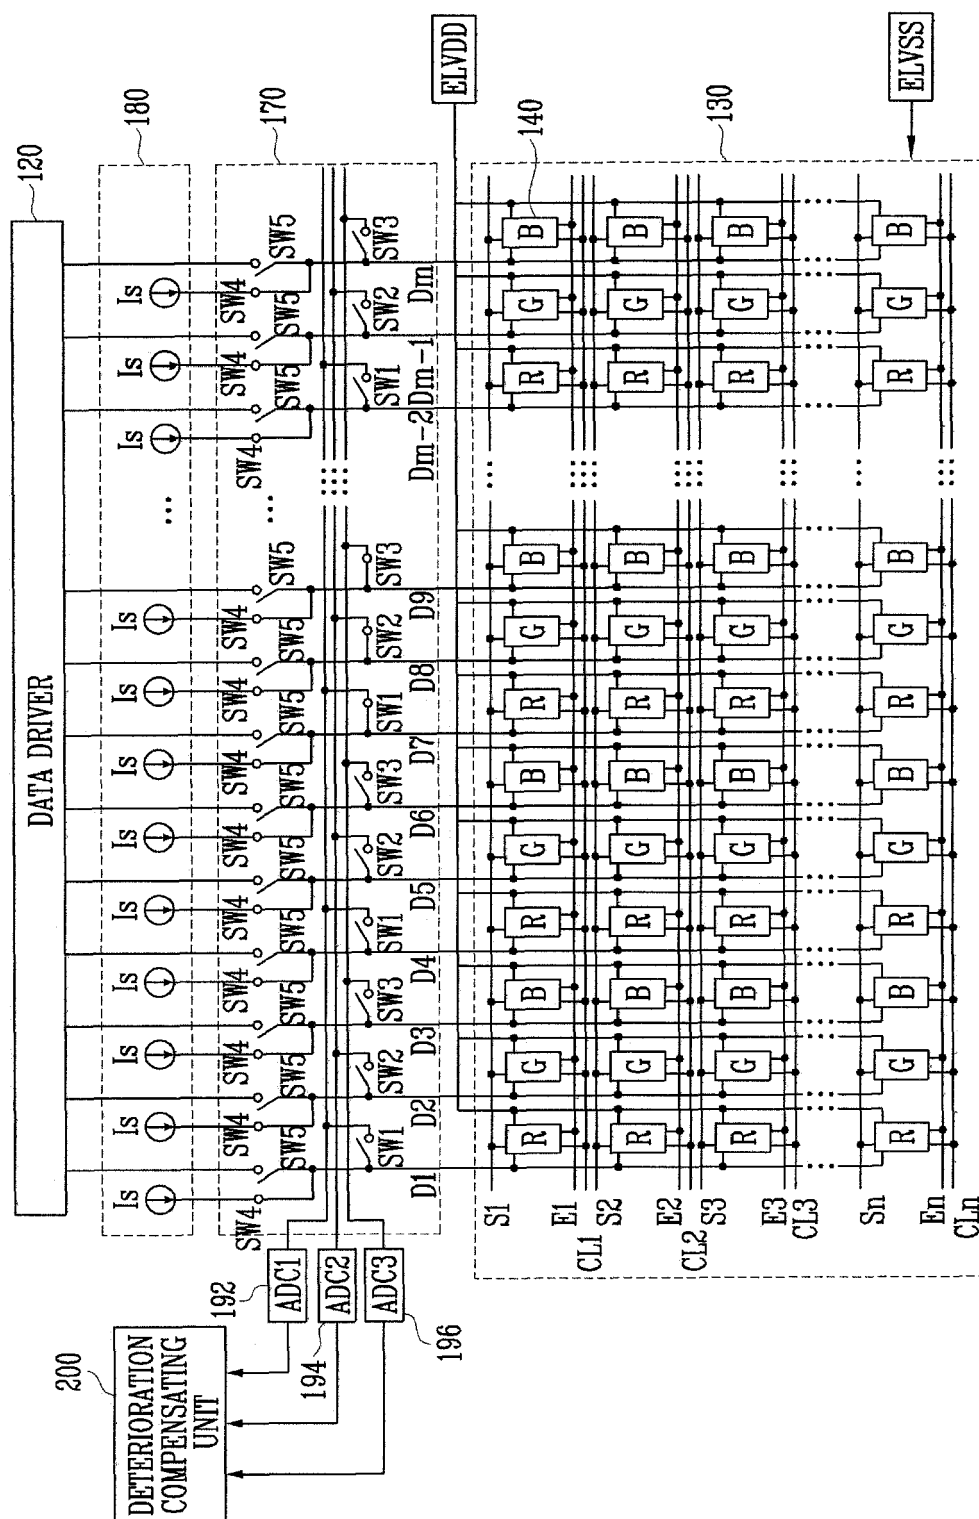 DATA DRIVER
120
Is Is Is Is Is Is Is Is Is ... Is Is Is
180
SW4 SW4 SW4 SW4 SW4 SW4 SW4 SW4 SW4 ... SW4 SW4 SW4
SW5 SW5 SW5 SW5 SW5 SW5 SW5 SW5 SW5 SW5 SW5 SW5
170
200
DETERIORATION
COMPENSATING
UNIT
192
ADC1
194
ADC2
196
ADC3
SW1 SW2 SW3 SW1 SW2 SW3 SW1 SW2 SW3 SW1 SW2 SW3
D1 D2 D3 D4 D5 D6 D7 D8 D9 Dm-2 Dm-1 Dm
ELVDD
140
130
ELVSS
S1
R G B R G B R G B ... R G B
E1
CL1
S2
R G B R G B R G B ... R G B
E2
CL2
S3
R G B R G B R G B ... R G B
E3
CL3
Sn
R G B R G B R G B ... R G B
En
CLn